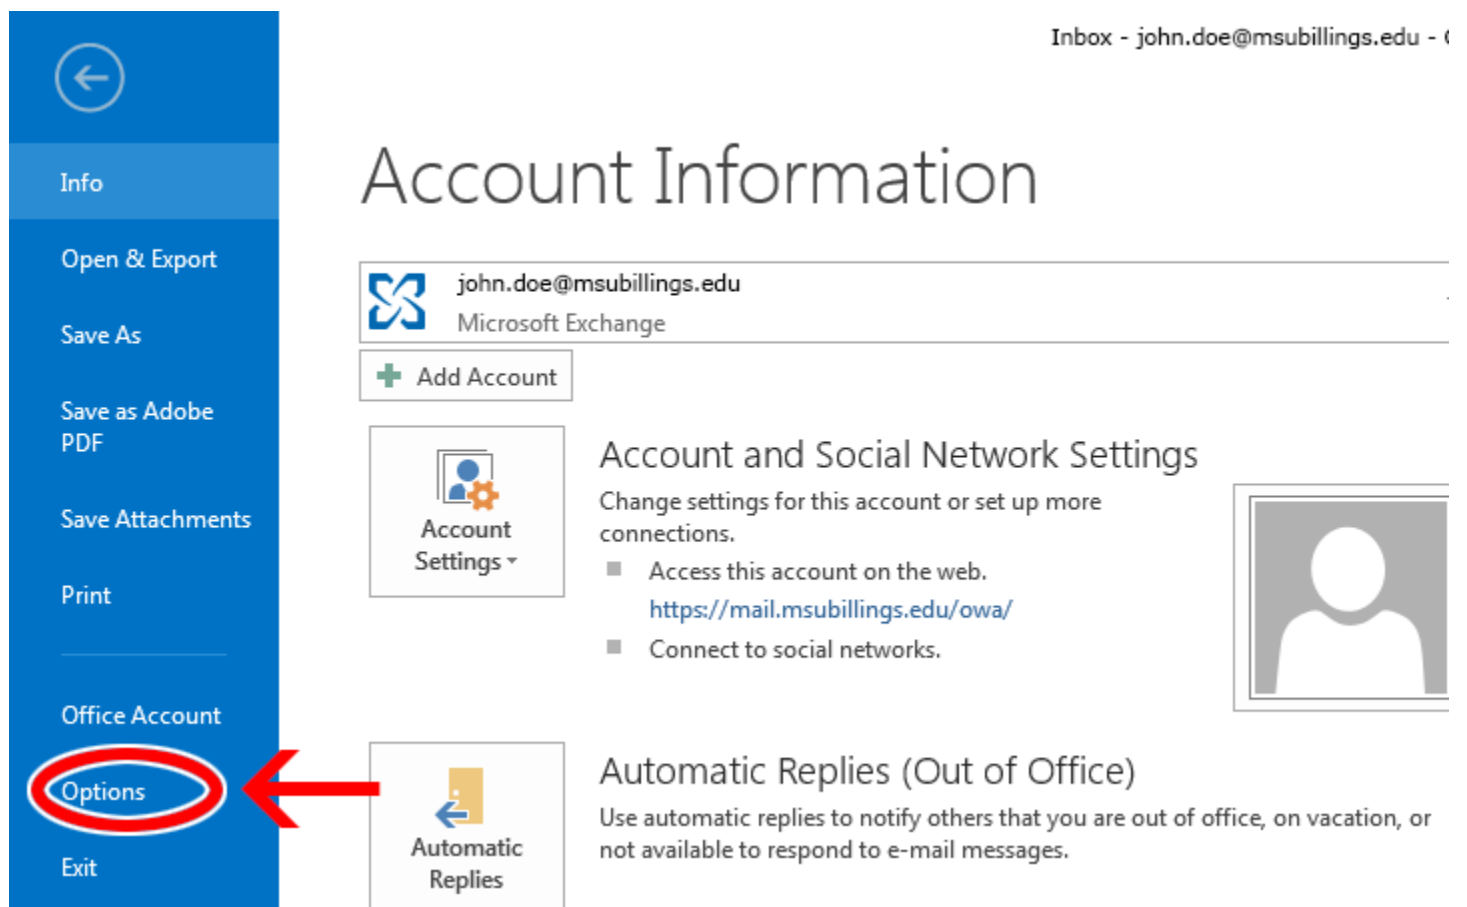 Inbox - john.doe@msubillings.edu -
Info
Open & Export
Save As
Save as Adobe
PDF
Save Attachments
Print
Office Account
Options
Exit
Account Information
john.doe@msubillings.edu
Microsoft Exchange
Add Account
Account
Settings
Account and Social Network Settings
Change settings for this account or set up more
connections.
Access this account on the web.
https://mail.msubillings.edu/owa/
Connect to social networks.
Automatic
Replies
Automatic Replies (Out of Office)
Use automatic replies to notify others that you are out of office, on vacation, or
not available to respond to e-mail messages.